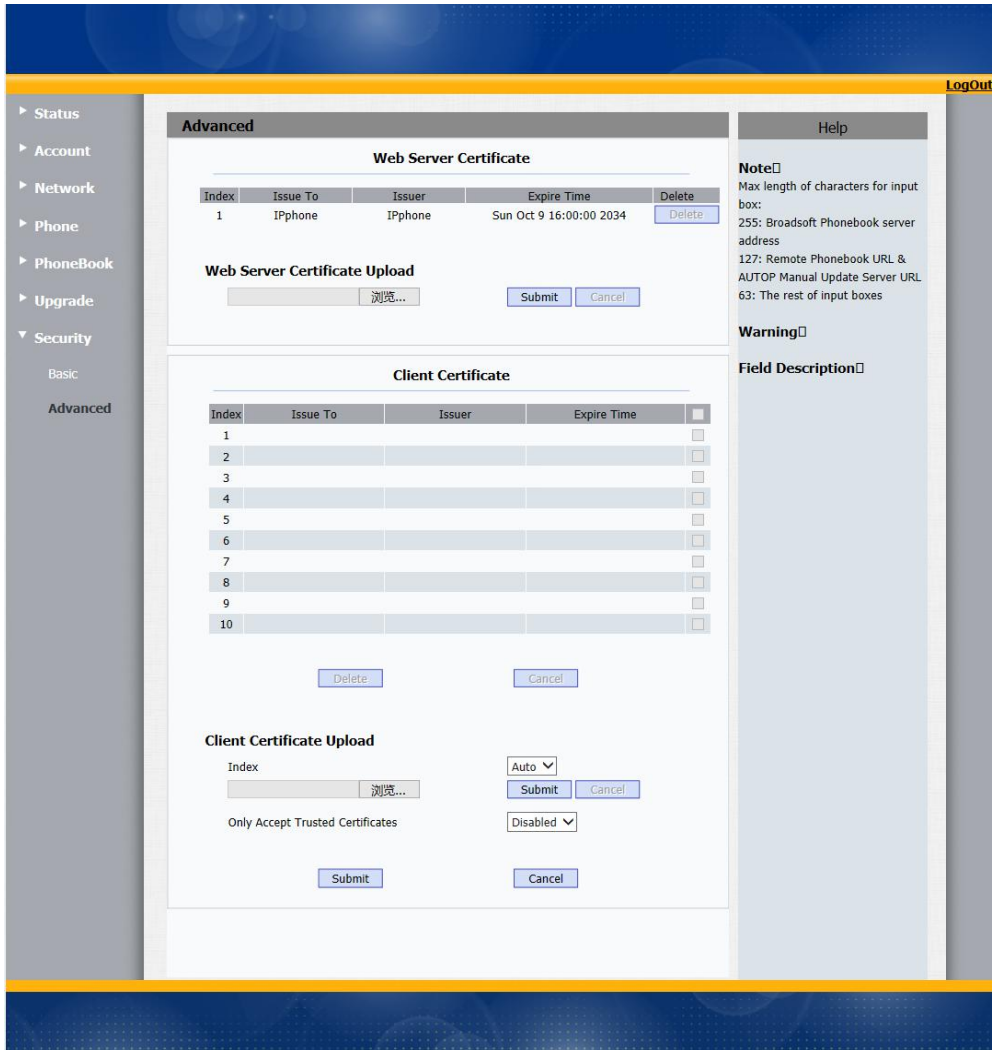 LogOut
Status
Account
Network
Phone
PhoneBook
Upgrade
Security
Basic
Advanced
Advanced
Web Server Certificate
Index Issue To Issuer Expire Time Delete
1 IPphone IPphone Sun Oct 9 16:00:00 2034 Delete
Web Server Certificate Upload
浏览... Submit Cancel
Client Certificate
Index Issue To Issuer Expire Time
1
2
3
4
5
6
7
8
9
10
Delete Cancel
Client Certificate Upload
Index Auto
浏览... Submit Cancel
Only Accept Trusted Certificates Disabled
Submit Cancel
Help
Note
Max length of characters for input
box:
255: Broadsoft Phonebook server
address
127: Remote Phonebook URL &
AUTOP Manual Update Server URL
63: The rest of input boxes
Warning
Field Description